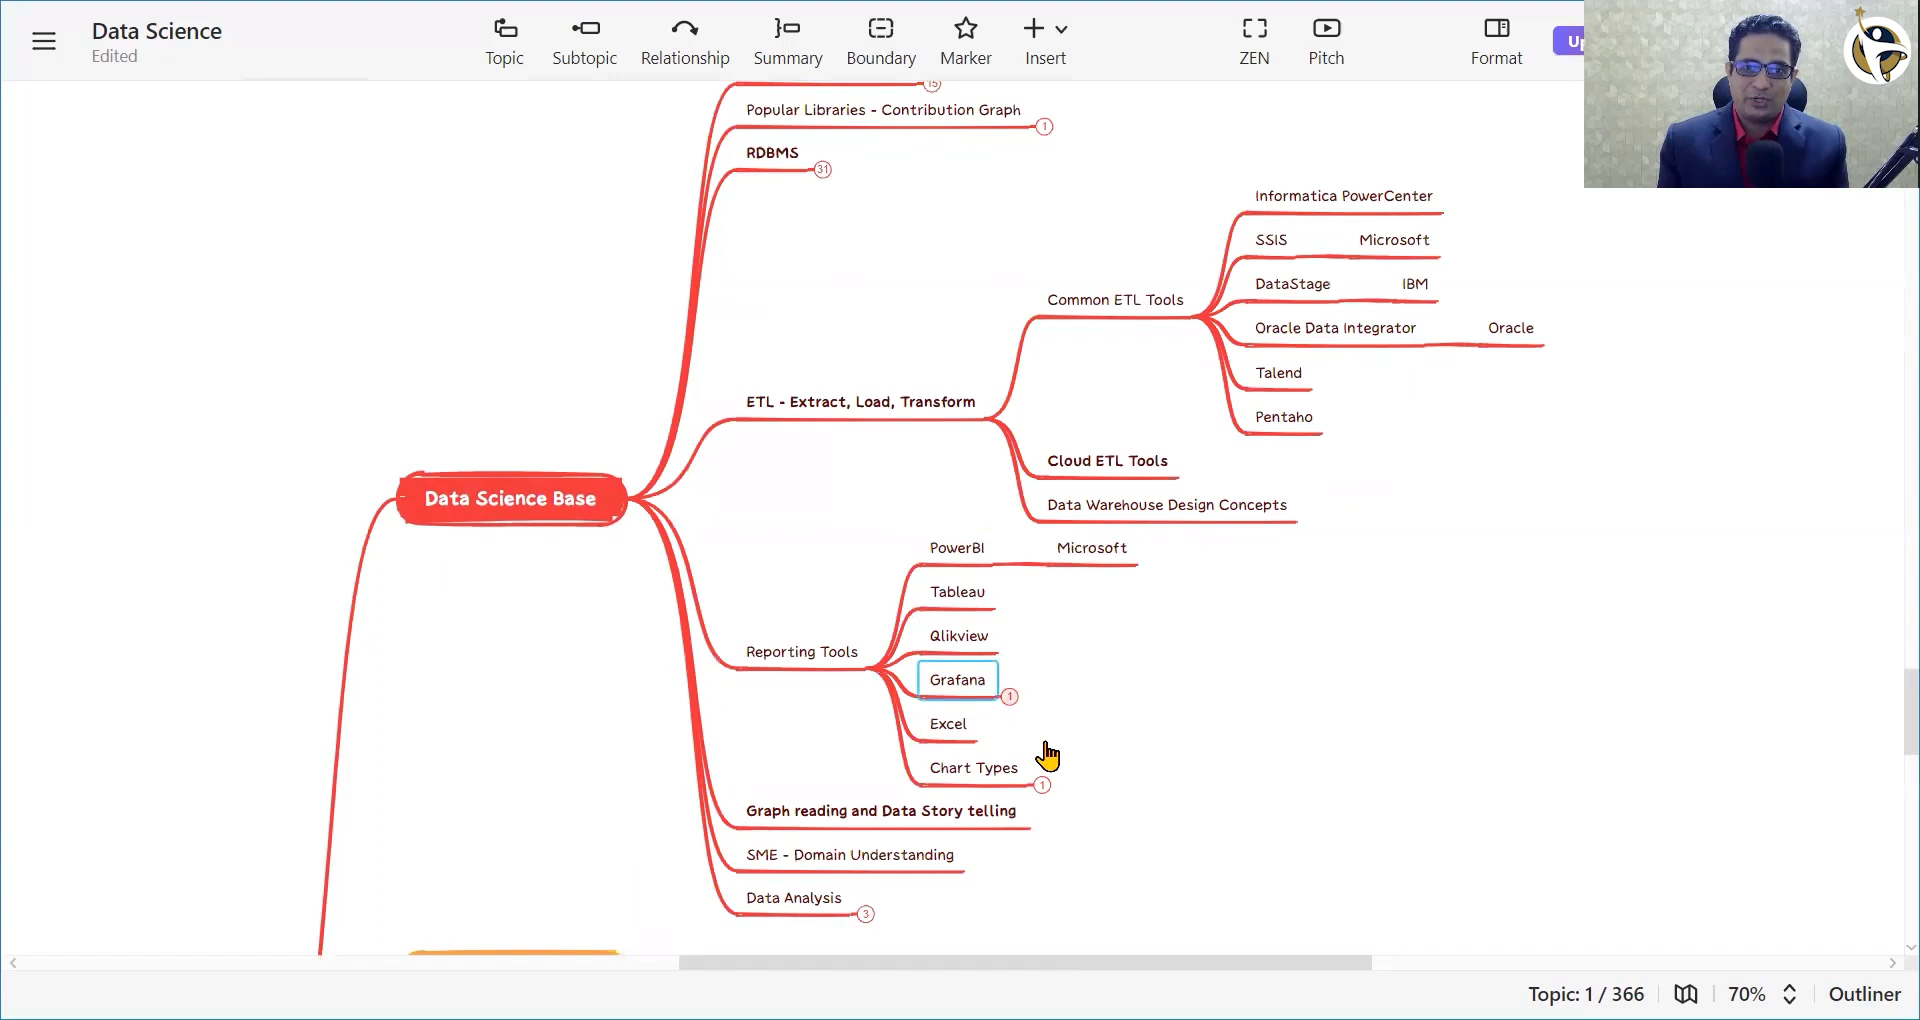 Data Science
Edited
Topic
Subtopic
Relationship
Summary
Boundary
Marker
Insert
ZEN
Pitch
Format
Up
15
Popular Libraries - Contribution Graph
1
RDBMS
31
Informatica PowerCenter
SSIS Microsoft
DataStage IBM
Common ETL Tools
Oracle Data Integrator Oracle
Talend
Pentaho
ETL - Extract, Load, Transform
Cloud ETL Tools
Data Warehouse Design Concepts
Data Science Base
PowerBI Microsoft
Tableau
Qlikview
Reporting Tools
Grafana
1
Excel
Chart Types
1
Graph reading and Data Story telling
SME - Domain Understanding
Data Analysis
3
Topic: 1 / 366
70%
Outliner